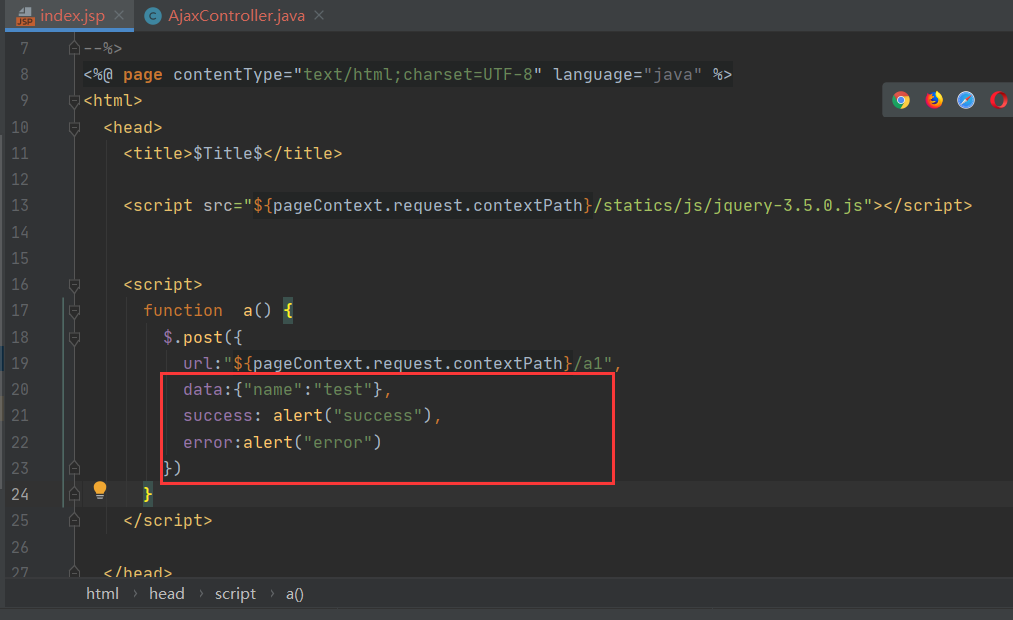 JSP index.jsp × C AjaxController.java ×
7 --%>
8 <%@ page contentType="text/html;charset=UTF-8" language="java" %>
9 <html>
10 <head>
11 <title>$Title$</title>
12
13 <script src="${pageContext.request.contextPath}/statics/js/jquery-3.5.0.js"></script>
14
15
16 <script>
17 function  a() {
18 $.post({
19 url:"${pageContext.request.contextPath}/a1",
20 data:{"name":"test"},
21 success: alert("success"),
22 error:alert("error")
23 })
24 }
25 </script>
26
27 </head>
html › head › script › a()